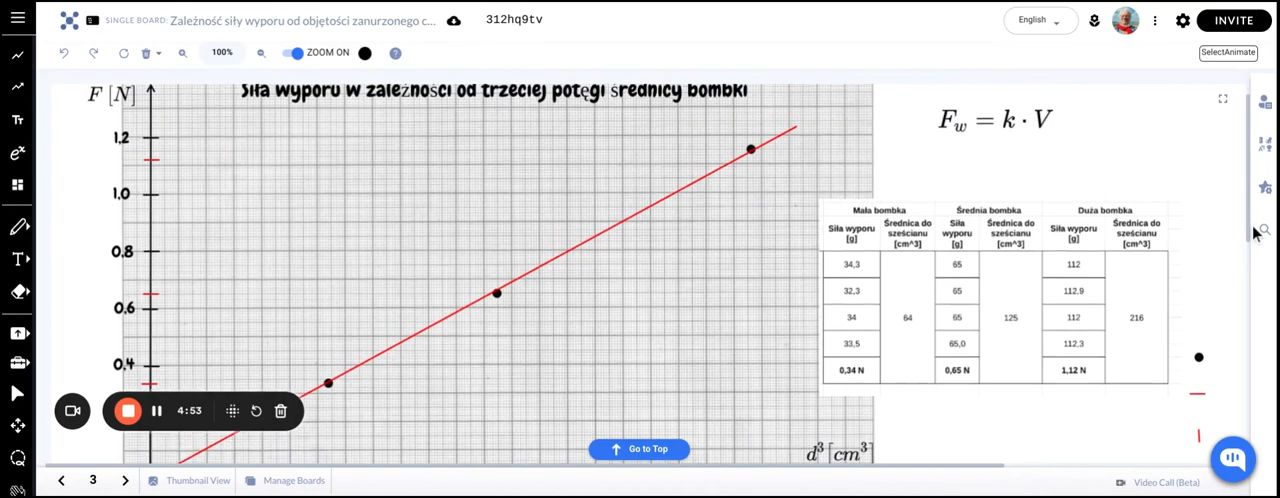 SINGLE BOARD: Zależność siły wyporu od objętości zanurzonego c...
312hq9tv
English
INVITE
100%
ZOOM ON
SelectAnimate
Siła wyporu w zależności od trzeciej potęgi średnicy bombki
F [N]
1,2
1,0
0,8
0,6
0,4
d³ [cm³]
F_w = k · V
Mała bombka Średnia bombka Duża bombka
Siła wyporu [g] Średnica do sześcianu [cm^3] Siła wyporu [g] Średnica do sześcianu [cm^3] Siła wyporu [g] Średnica do sześcianu [cm^3]
34,3 65 112
32,3 65 112,9
34 64 65 125 112 216
33,5 65,0 112,3
0,34 N 0,65 N 1,12 N
4:53
Go to Top
3
Thumbnail View
Manage Boards
Video Call (Beta)